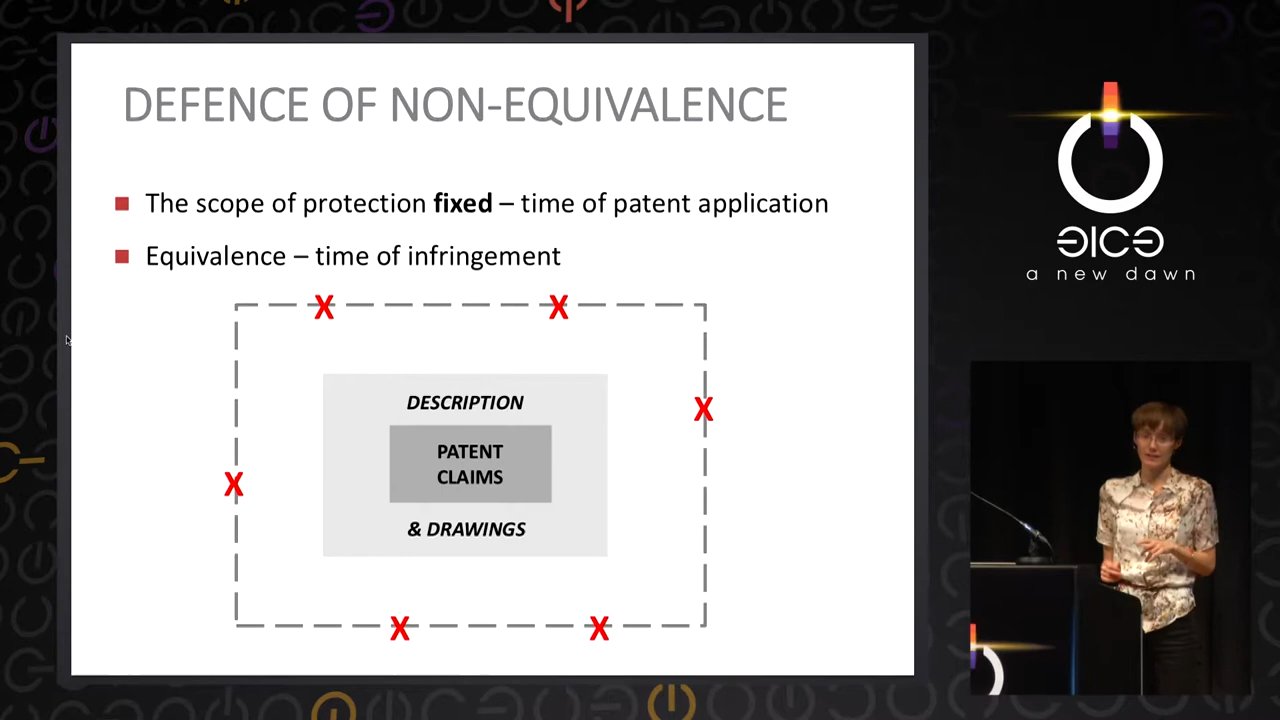 DEFENCE OF NON-EQUIVALENCE
The scope of protection fixed – time of patent application
Equivalence – time of infringement
X X
X
X
X X
DESCRIPTION
PATENT
CLAIMS
& DRAWINGS
a new dawn